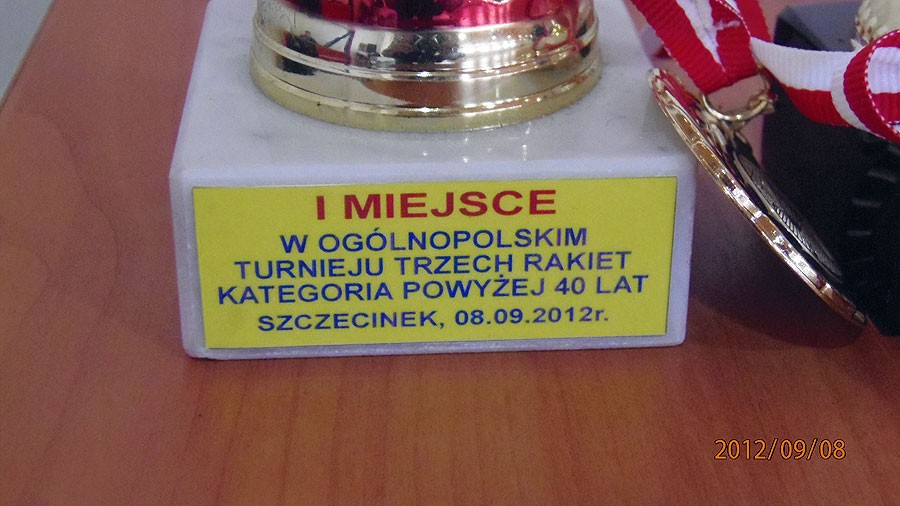 I MIEJSCE
W OGÓLNOPOLSKIM
TURNIEJU TRZECH RAKIET
KATEGORIA POWYŻEJ 40 LAT
SZCZECINEK, 08.09.2012r.
2012/09/08